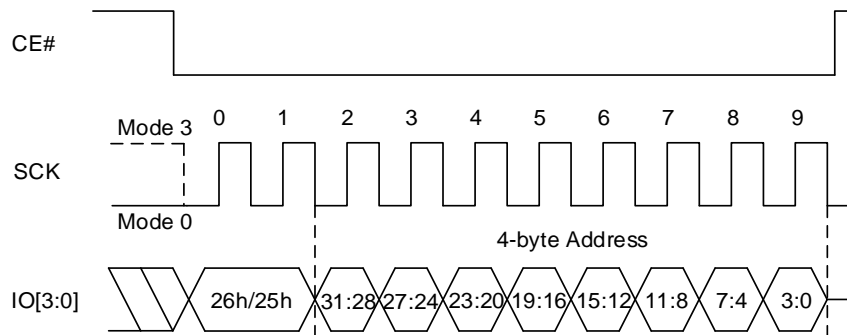 CE#
Mode 3 0 1 2 3 4 5 6 7 8 9
SCK
Mode 0
4-byte Address
IO[3:0] 26h/25h 31:28 27:24 23:20 19:16 15:12 11:8 7:4 3:0